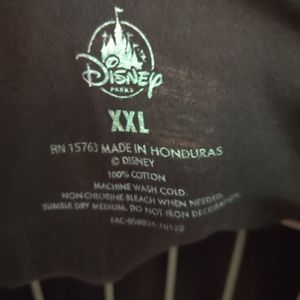 Disney
PARKS
XXL
RN 15763 MADE IN HONDURAS
© DISNEY
100% COTTON
MACHINE WASH COLD.
NON-CHLORINE BLEACH WHEN NEEDED.
TUMBLE DRY MEDIUM. DO NOT IRON DECORATION.